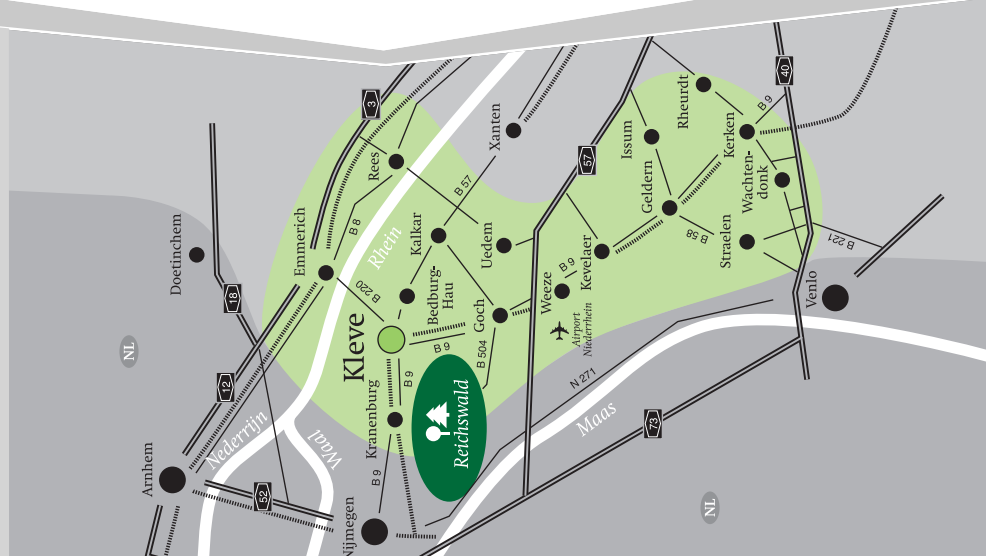 NL
Arnhem
Doetinchem
12
18
52
Nederrijn
Waal
Nijmegen
Emmerich
3
Rees
B 8
B 220
Rhein
Kleve
Kranenburg
B 9
B 9
B 9
Bedburg-
Hau
Kalkar
B 57
Xanten
Uedem
Goch
B 504
Reichswald
Weeze
B 9
Airport
Niederrhein
Kevelaer
57
Issum
Geldern
B 58
Rheurdt
Kerken
B 9
40
Wachten-
donk
Straelen
B 221
Venlo
N 271
Maas
73
NL